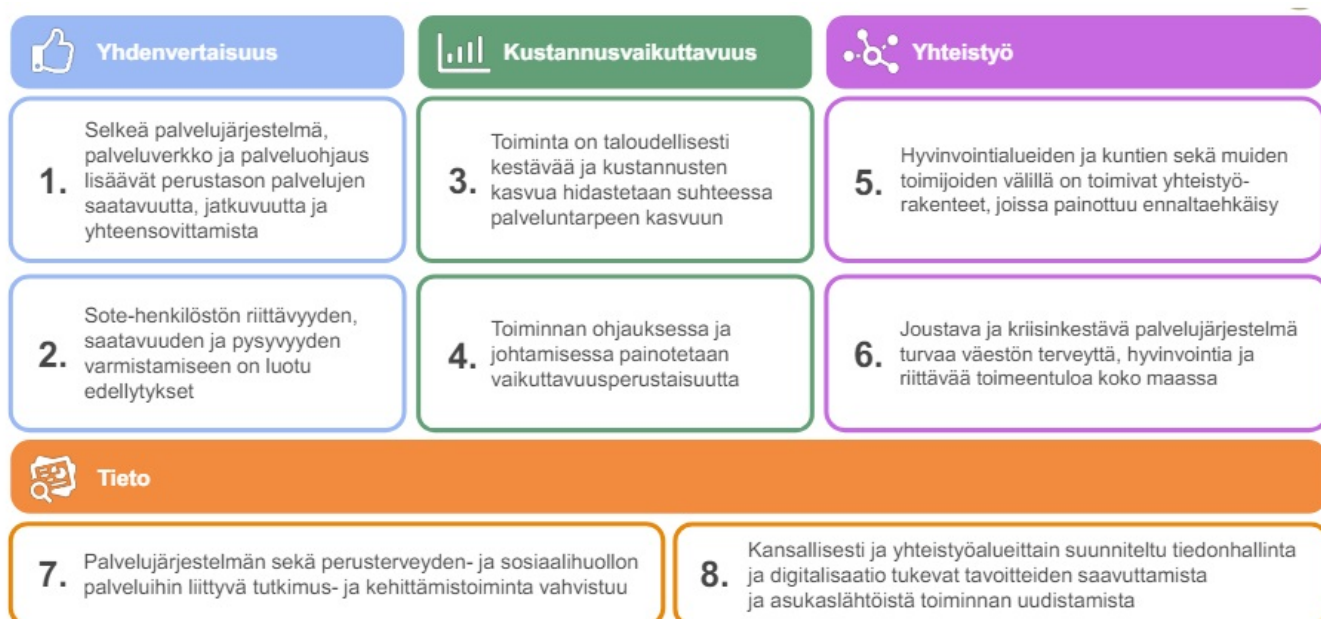 Yhdenvertaisuus
1.
Selkeä palvelujärjestelmä,
palveluverkko ja palveluohjaus
lisäävät perustason palvelujen
saatavuutta, jatkuvuutta ja
yhteensovittamista
2.
Sote-henkilöstön riittävyyden,
saatavuuden ja pysyvyyden
varmistamiseen on luotu
edellytykset
Kustannusvaikuttavuus
3.
Toiminta on taloudellisesti
kestävää ja kustannusten
kasvua hidastetaan suhteessa
palveluntarpeen kasvuun
4.
Toiminnan ohjauksessa ja
johtamisessa painotetaan
vaikuttavuusperustaisuutta
Yhteistyö
5.
Hyvinvointialueiden ja kuntien sekä muiden
toimijoiden välillä on toimivat yhteistyö-
rakenteet, joissa painottuu ennaltaehkäisy
6.
Joustava ja kriisinkestävä palvelujärjestelmä
turvaa väestön terveyttä, hyvinvointia ja
riittävää toimeentuloa koko maassa
Tieto
7.
Palvelujärjestelmän sekä perusterveyden- ja sosiaalihuollon
palveluihin liittyvä tutkimus- ja kehittämistoiminta vahvistuu
8.
Kansallisesti ja yhteistyöalueittain suunniteltu tiedonhallinta
ja digitalisaatio tukevat tavoitteiden saavuttamista
ja asukaslähtöistä toiminnan uudistamista